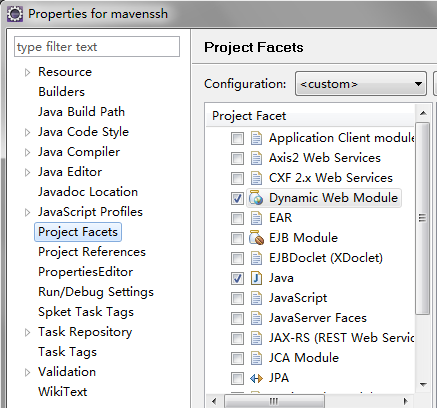 Properties for mavenssh
type filter text
Resource
Builders
Java Build Path
Java Code Style
Java Compiler
Java Editor
Javadoc Location
JavaScript Profiles
Project Facets
Project References
PropertiesEditor
Run/Debug Settings
Spket Task Tags
Task Repository
Task Tags
Validation
WikiText
Project Facets
Configuration: <custom>
Project Facet
Application Client module
Axis2 Web Services
CXF 2.x Web Services
Dynamic Web Module
EAR
EJB Module
EJBDoclet (XDoclet)
Java
JavaScript
JavaServer Faces
JAX-RS (REST Web Servic
JCA Module
JPA